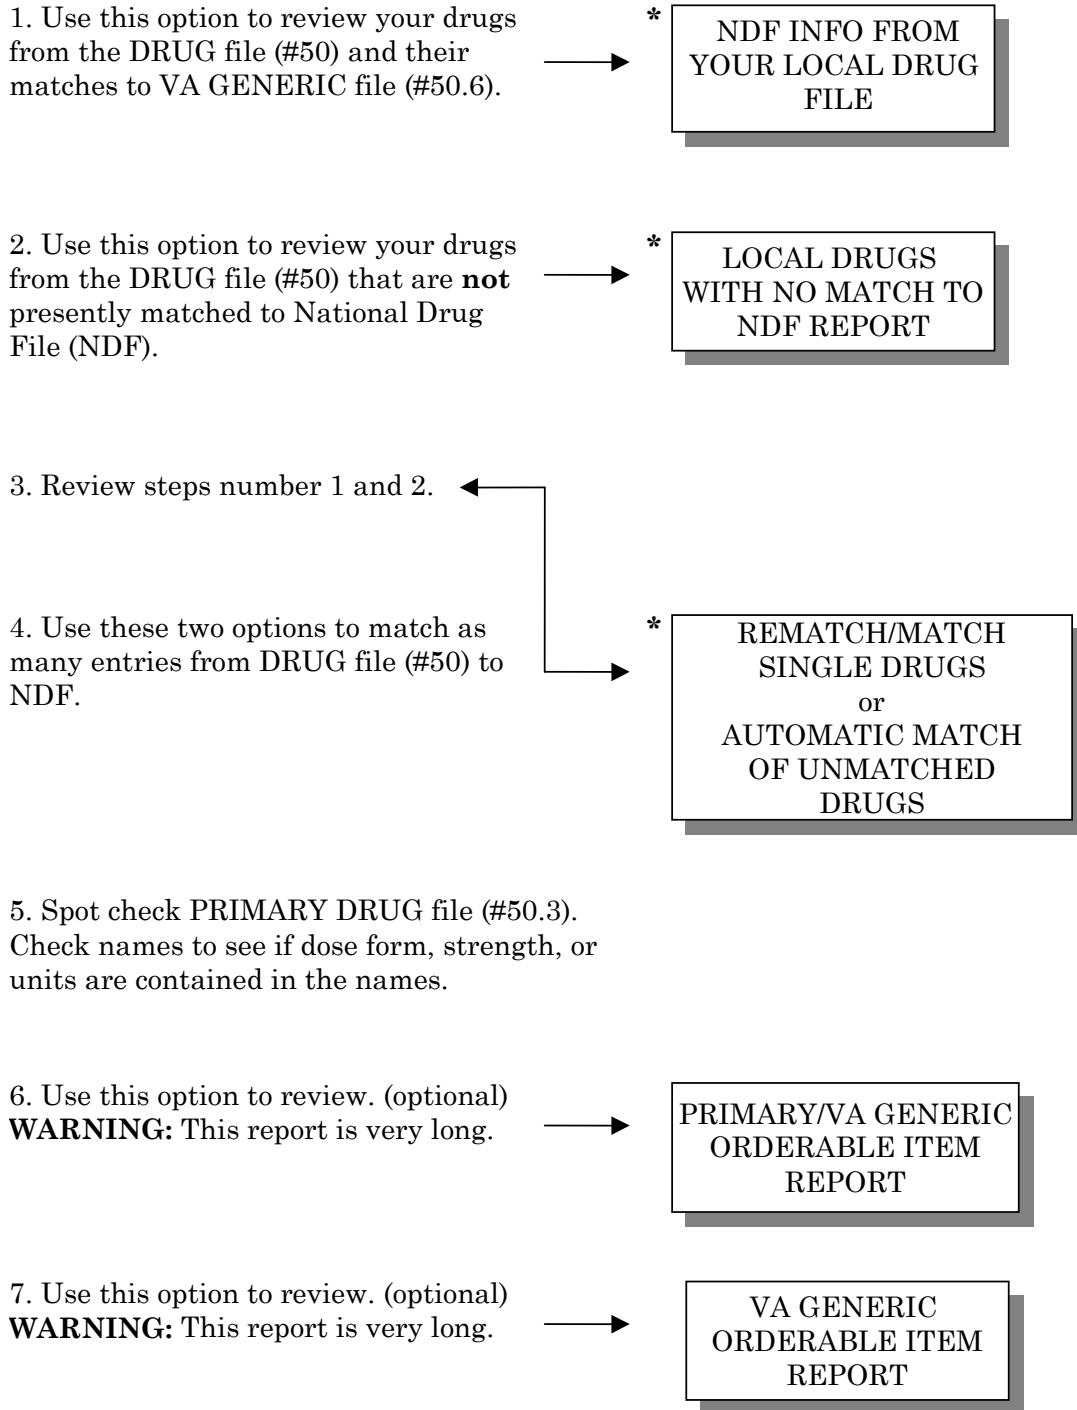 1. Use this option to review your drugs
from the DRUG file (#50) and their
matches to VA GENERIC file (#50.6).
*
NDF INFO FROM
YOUR LOCAL DRUG
FILE
2. Use this option to review your drugs
from the DRUG file (#50) that are not
presently matched to National Drug
File (NDF).
*
LOCAL DRUGS
WITH NO MATCH TO
NDF REPORT
3. Review steps number 1 and 2.
4. Use these two options to match as
many entries from DRUG file (#50) to
NDF.
*
REMATCH/MATCH
SINGLE DRUGS
or
AUTOMATIC MATCH
OF UNMATCHED
DRUGS
5. Spot check PRIMARY DRUG file (#50.3).
Check names to see if dose form, strength, or
units are contained in the names.
6. Use this option to review. (optional)
WARNING: This report is very long.
PRIMARY/VA GENERIC
ORDERABLE ITEM
REPORT
7. Use this option to review. (optional)
WARNING: This report is very long.
VA GENERIC
ORDERABLE ITEM
REPORT